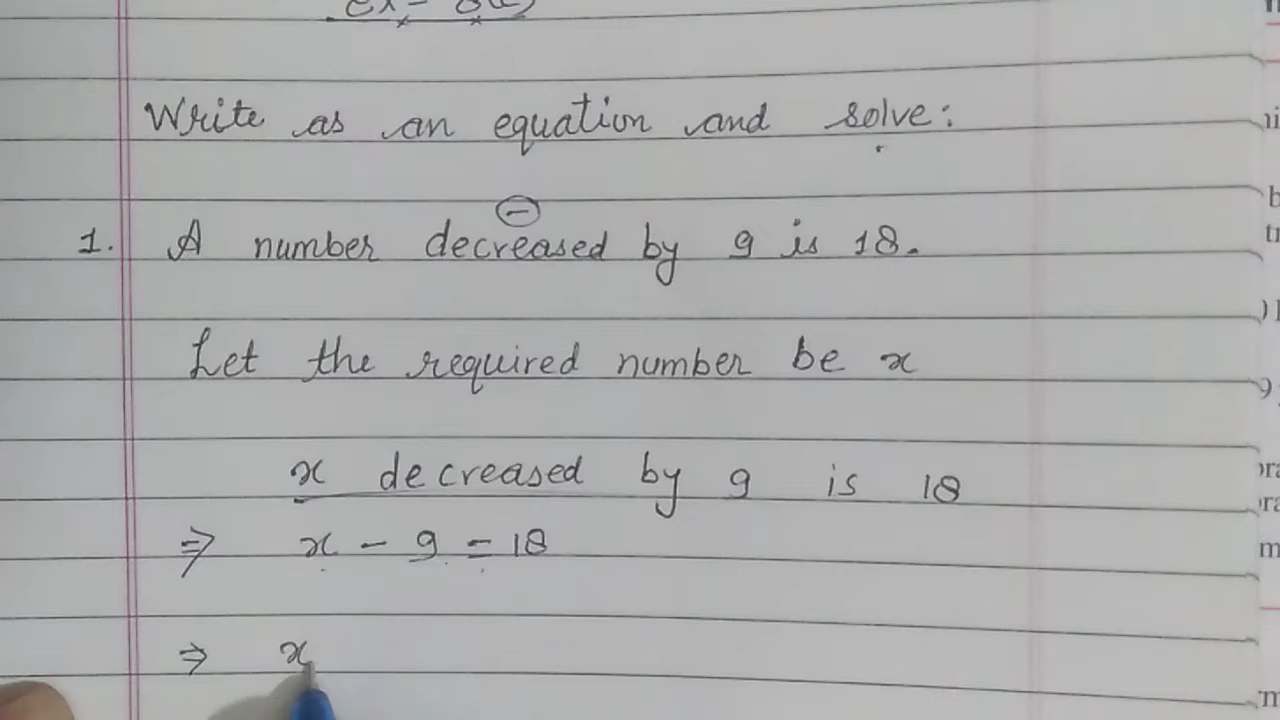 Write as an equation and solve:
⊖
1. A number decreased by 9 is 18.
Let the required number be x
x decreased by 9 is 18
⇒ x - 9 = 18
⇒ x